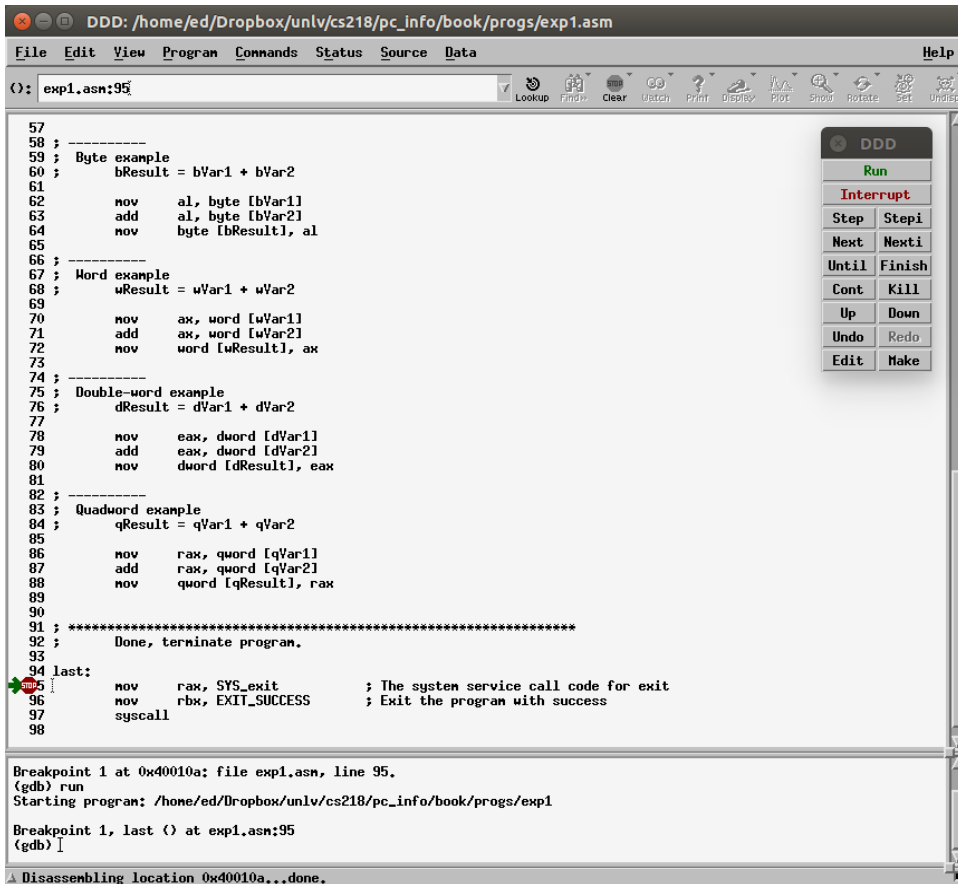 DDD: /home/ed/Dropbox/unlv/cs218/pc_info/book/progs/exp1.asm
File Edit View Program Commands Status Source Data Help
(): exp1.asm:95
Lookup Find>> Clear Watch Print Display Plot Show Rotate Set Undisp
57
58 ; ----------
59 ;  Byte example
60 ;       bResult = bVar1 + bVar2
61
62         mov     al, byte [bVar1]
63         add     al, byte [bVar2]
64         mov     byte [bResult], al
65
66 ; ----------
67 ;  Word example
68 ;       wResult = wVar1 + wVar2
69
70         mov     ax, word [wVar1]
71         add     ax, word [wVar2]
72         mov     word [wResult], ax
73
74 ; ----------
75 ;  Double-word example
76 ;       dResult = dVar1 + dVar2
77
78         mov     eax, dword [dVar1]
79         add     eax, dword [dVar2]
80         mov     dword [dResult], eax
81
82 ; ----------
83 ;  Quadword example
84 ;       qResult = qVar1 + qVar2
85
86         mov     rax, qword [qVar1]
87         add     rax, qword [qVar2]
88         mov     qword [qResult], rax
89
90
91 ; *****************************************************************
92 ;       Done, terminate program.
93
94 last:
STOP 5         mov     rax, SYS_exit           ; The system service call code for exit
96         mov     rbx, EXIT_SUCCESS       ; Exit the program with success
97         syscall
98
DDD
Run
Interrupt
Step Stepi
Next Nexti
Until Finish
Cont Kill
Up Down
Undo Redo
Edit Make
Breakpoint 1 at 0x40010a: file exp1.asm, line 95.
(gdb) run
Starting program: /home/ed/Dropbox/unlv/cs218/pc_info/book/progs/exp1
Breakpoint 1, last () at exp1.asm:95
(gdb)
Disassembling location 0x40010a...done.